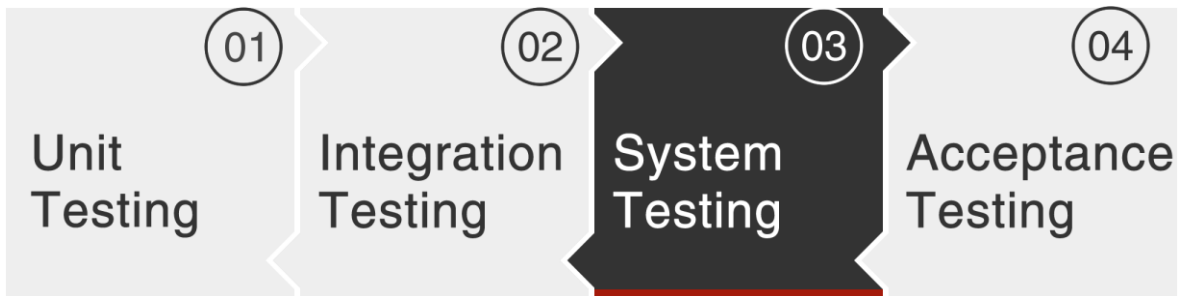 01
Unit
Testing
02
Integration
Testing
03
System
Testing
04
Acceptance
Testing